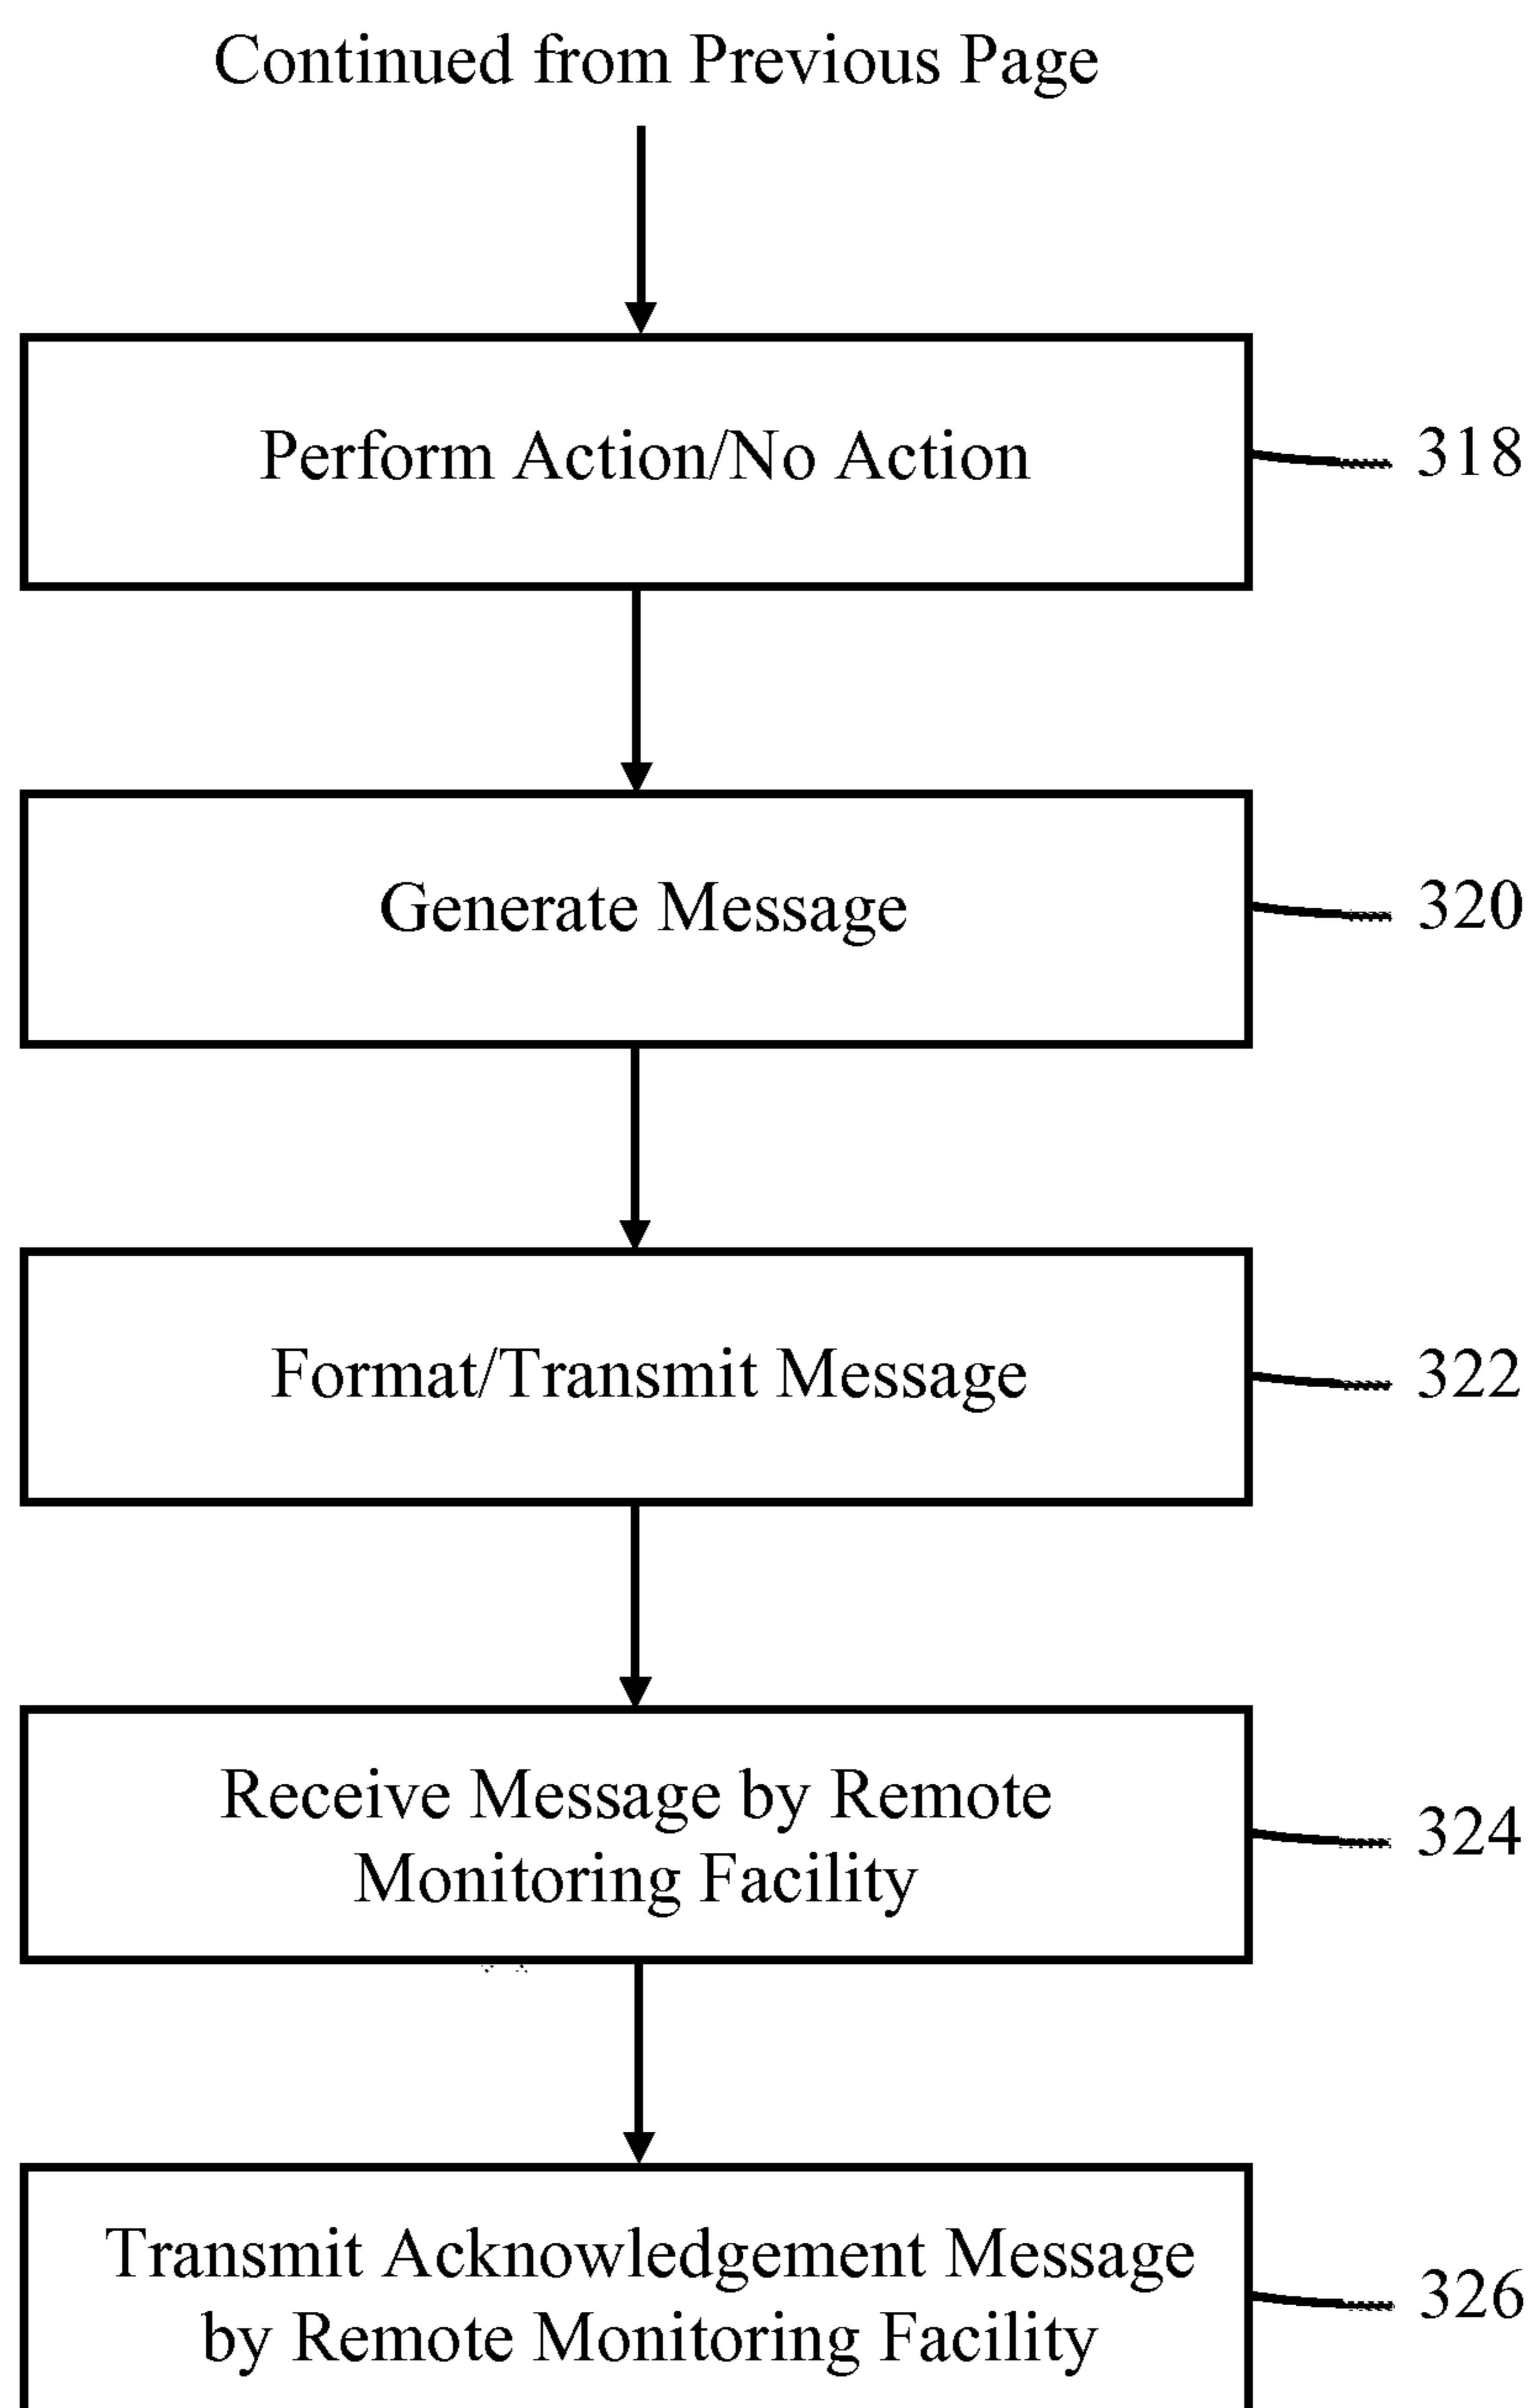 Continued from Previous Page
Perform Action/No Action
318
Generate Message
320
Format/Transmit Message
322
Receive Message by Remote
Monitoring Facility
324
Transmit Acknowledgement Message
by Remote Monitoring Facility
326